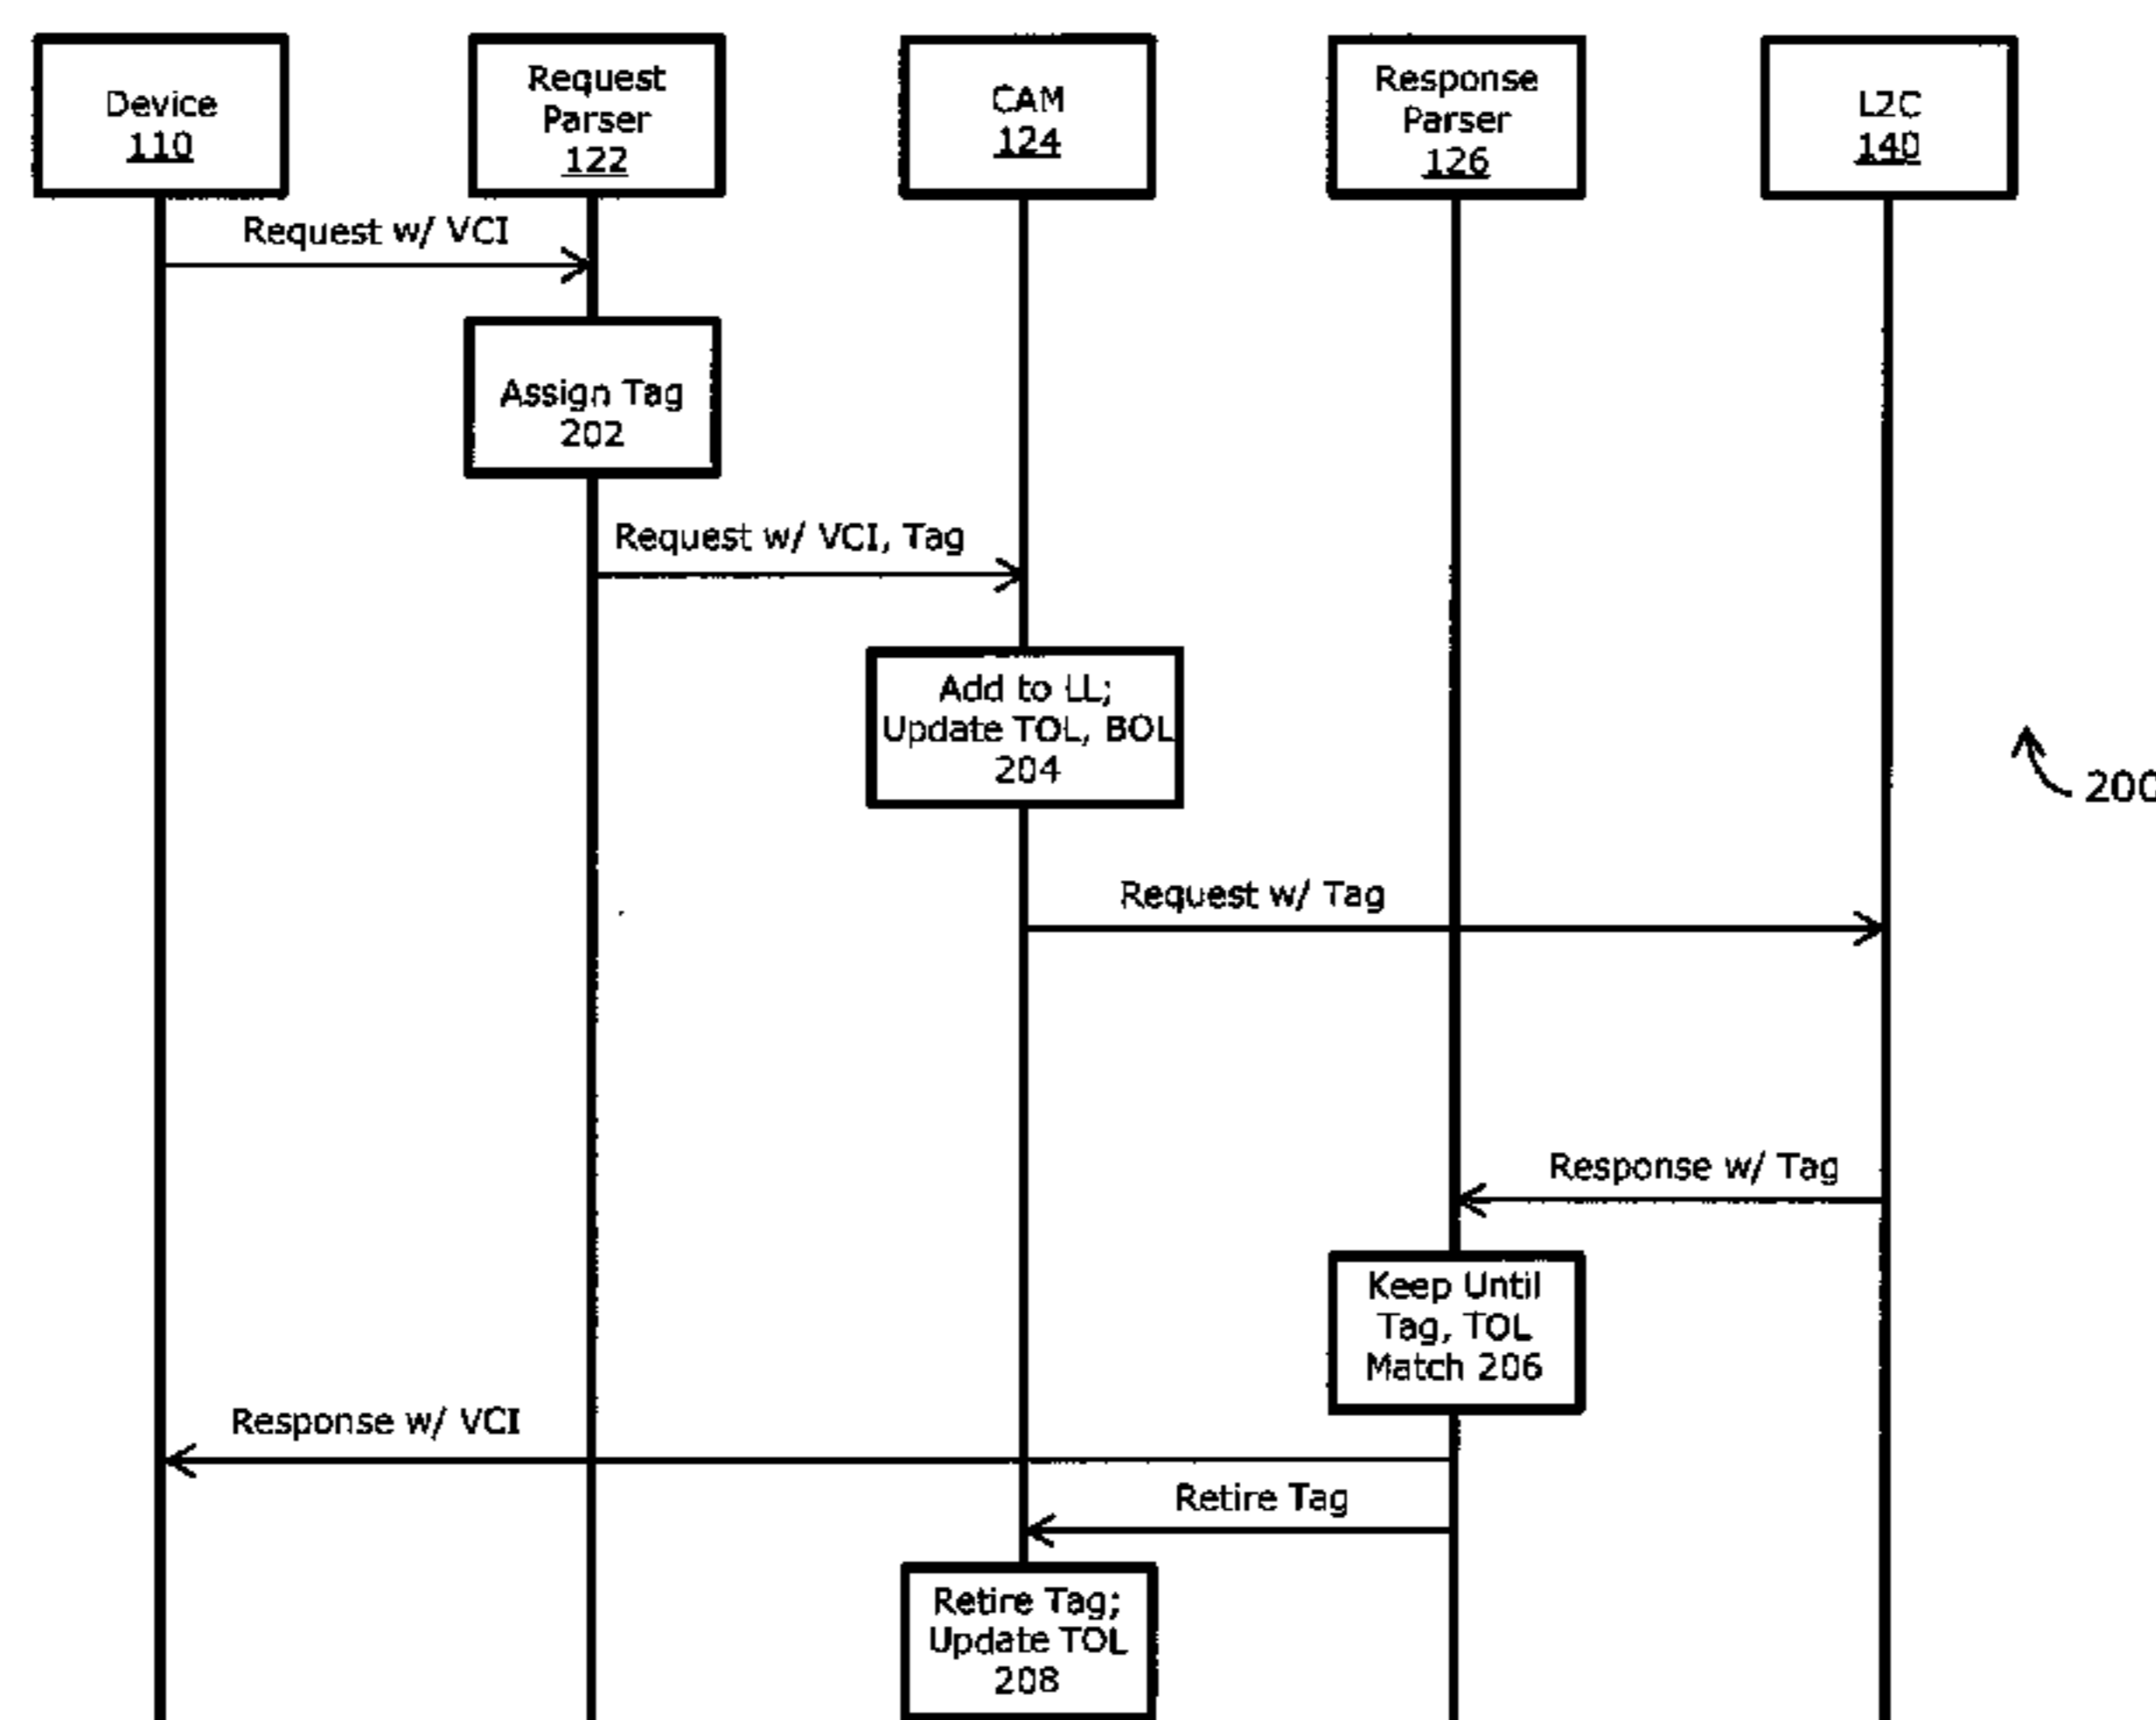 Device
110
Request
Parser
122
CAM
124
Response
Parser
126
L2C
140
Request w/ VCI
Assign Tag
202
Request w/ VCI, Tag
Add to LL;
Update TOL, BOL
204
200
Request w/ Tag
Response w/ Tag
Keep Until
Tag, TOL
Match 206
Response w/ VCI
Retire Tag
Retire Tag;
Update TOL
208